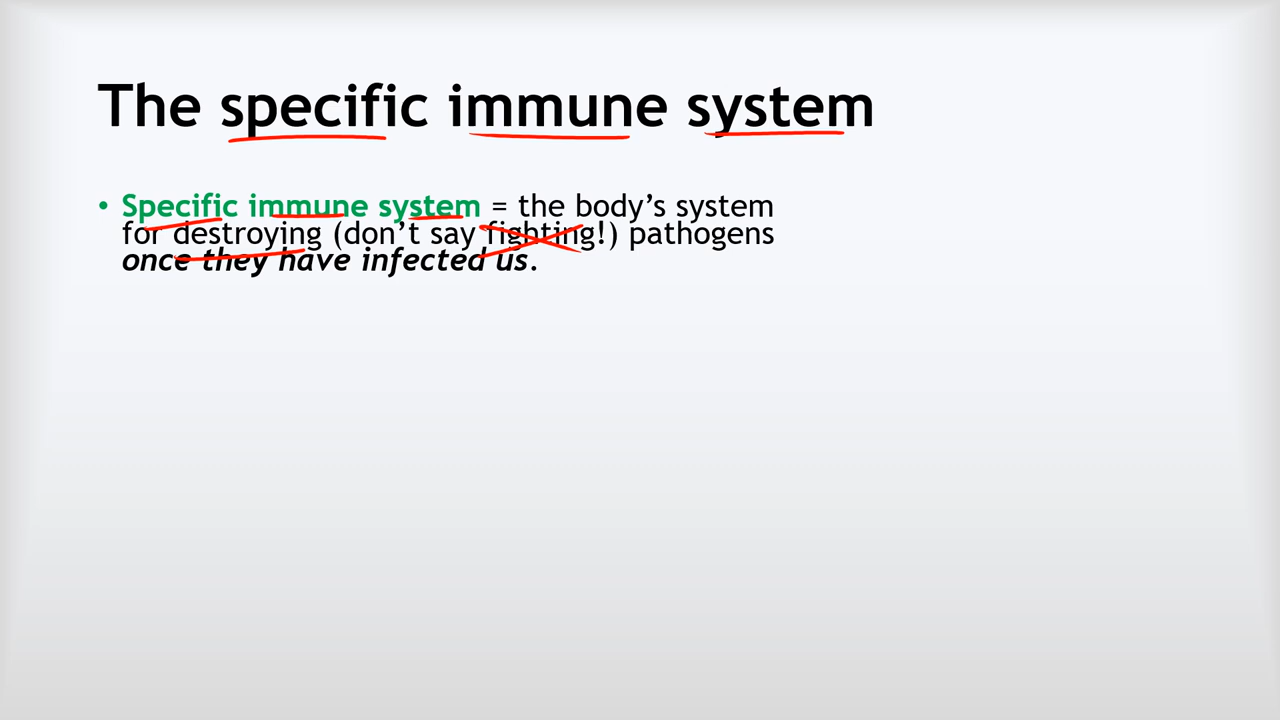 The specific immune system
• Specific immune system = the body’s system
for destroying (don’t say fighting!) pathogens
once they have infected us.